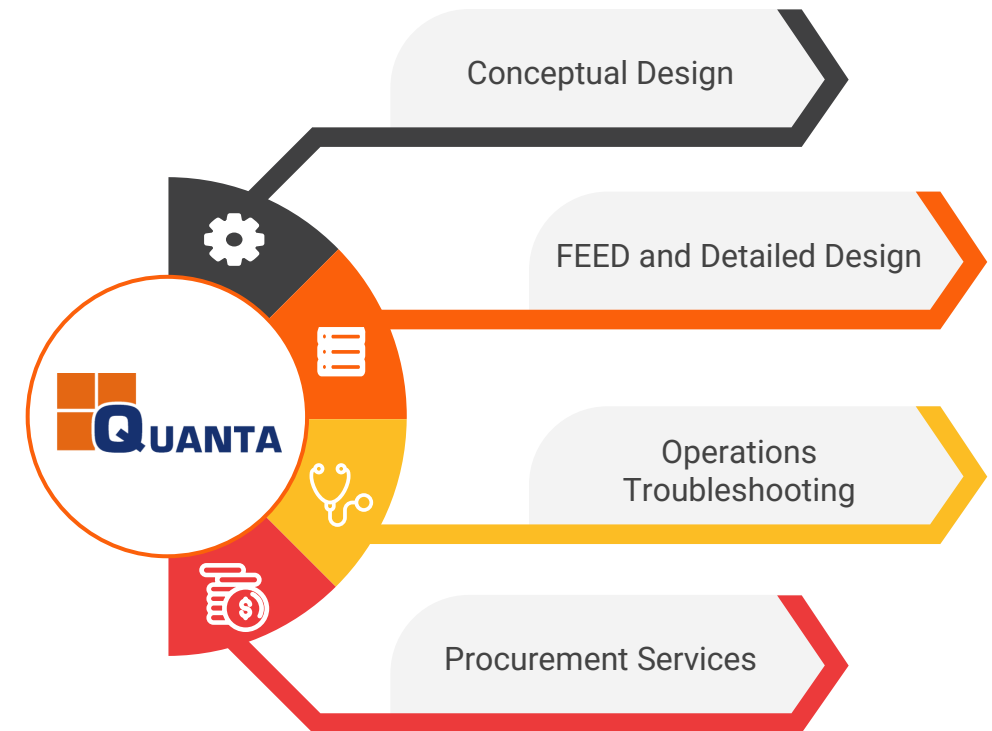 Conceptual Design
FEED and Detailed Design
QUANTA
Operations
Troubleshooting
$
Procurement Services